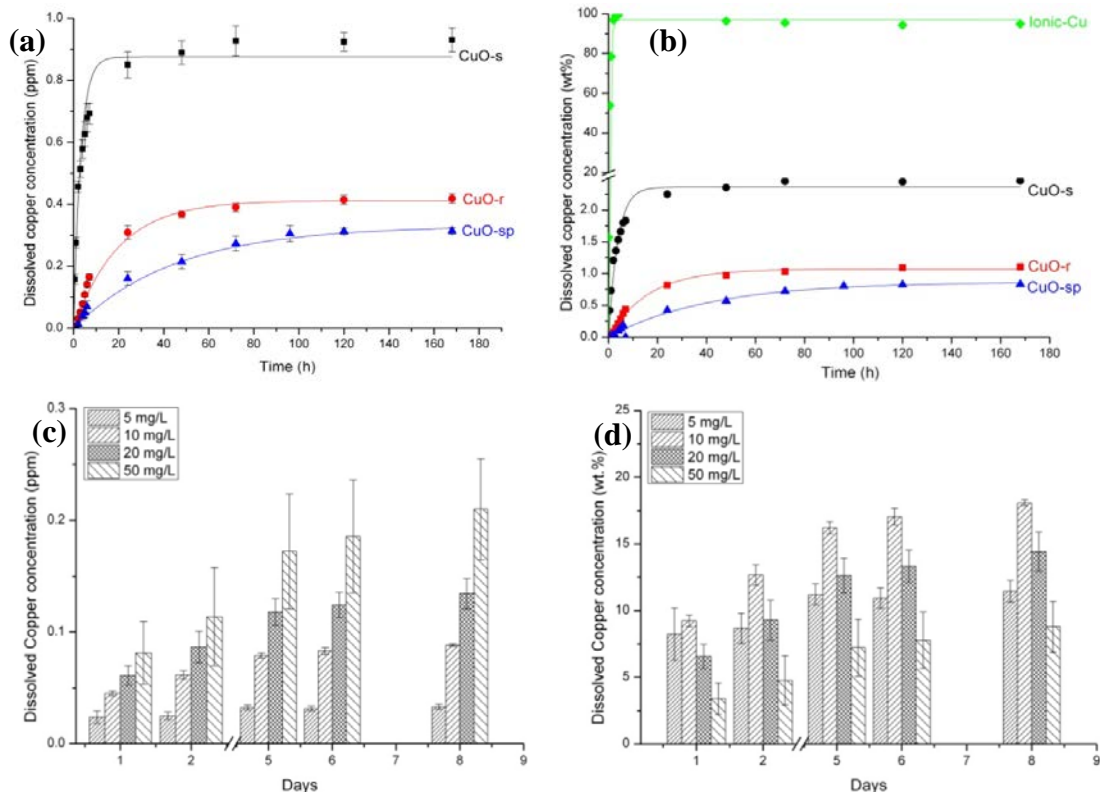 (a)
Dissolved copper concentration (ppm)
1.0
0.8
0.6
0.4
0.2
0.0
CuO-s
CuO-r
CuO-sp
0 20 40 60 80 100 120 140 160 180
Time (h)
(b)
Dissolved copper concentration (wt%)
100
80
60
40
20
2.5
2.0
1.5
1.0
0.5
0.0
Ionic-Cu
CuO-s
CuO-r
CuO-sp
0 20 40 60 80 100 120 140 160 180
Time (h)
(c)
5 mg/L
10 mg/L
20 mg/L
50 mg/L
Dissolved Copper concentration (ppm)
0.3
0.2
0.1
0.0
1 2 5 6 7 8 9
Days
(d)
5 mg/L
10 mg/L
20 mg/L
50 mg/L
Dissolved Copper concentration (wt.%)
25
20
15
10
5
0
1 2 5 6 7 8 9
Days